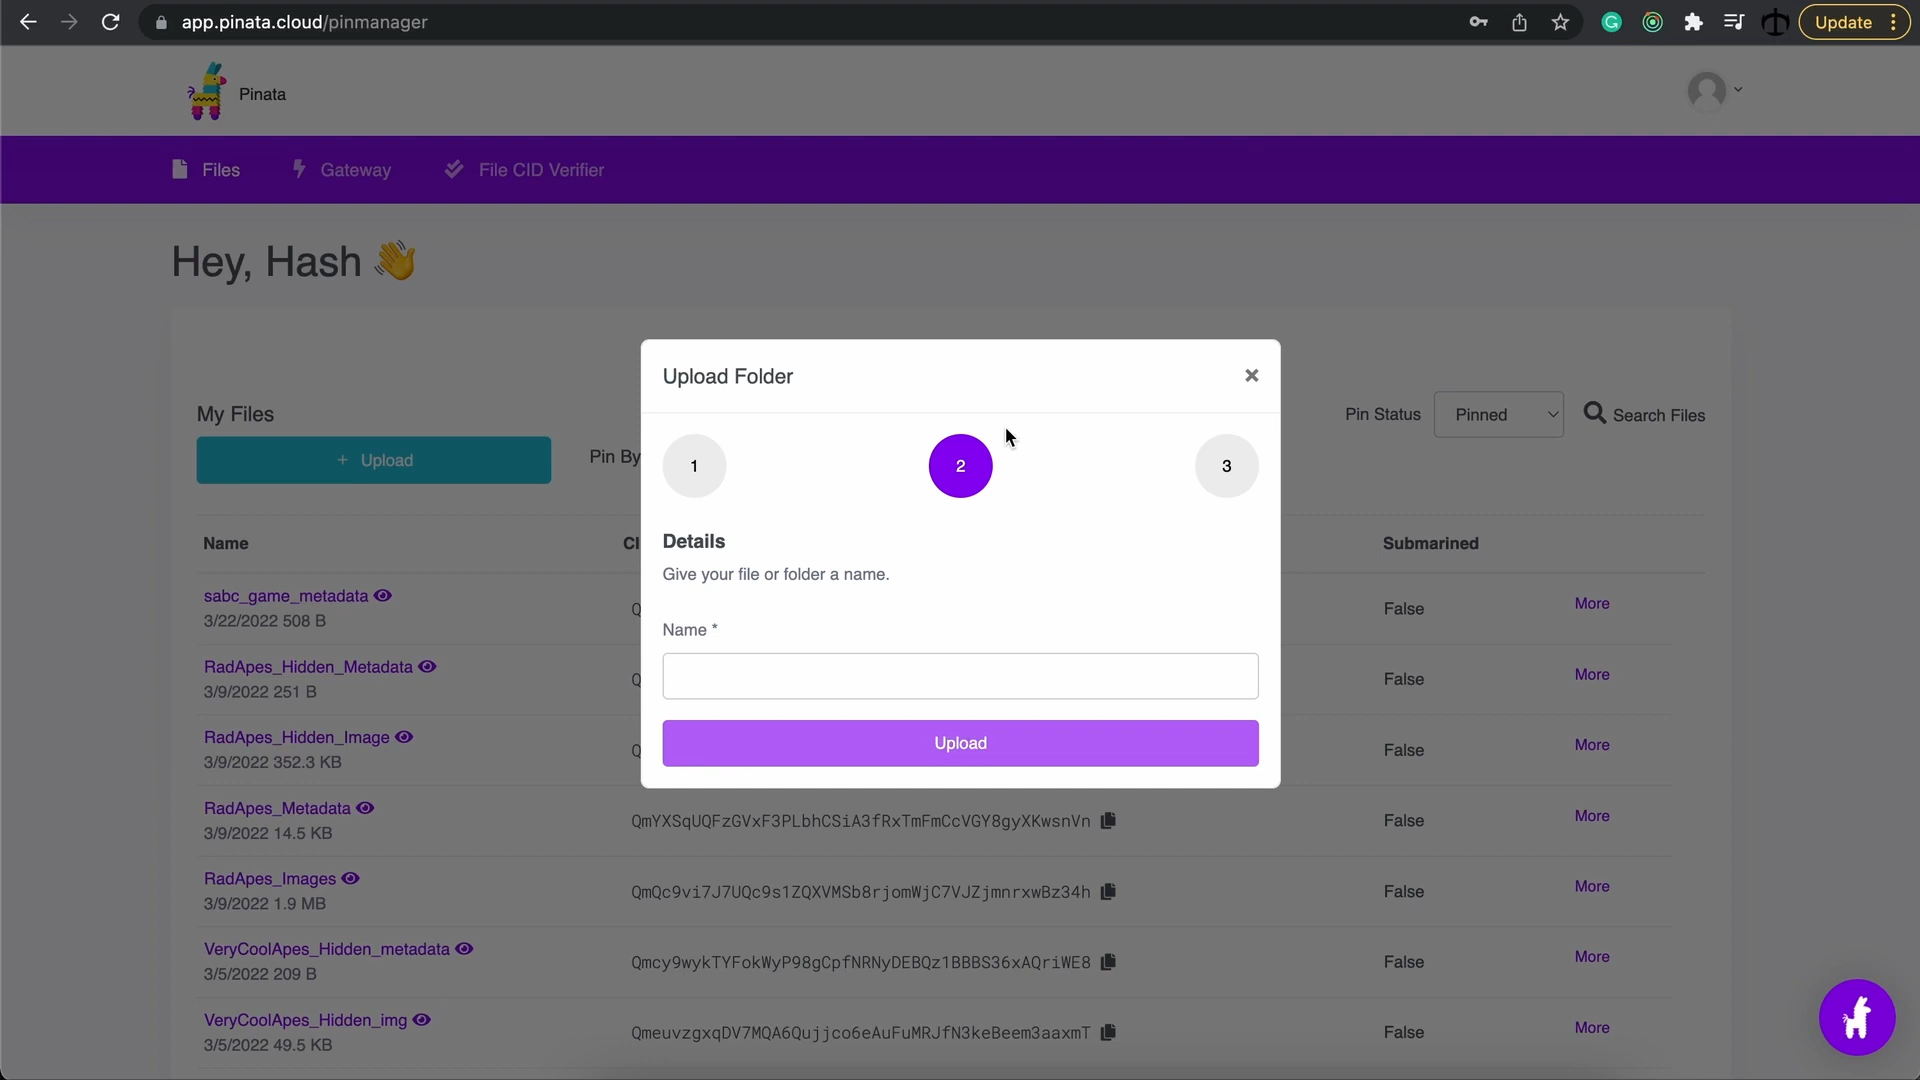 app.pinata.cloud/pinmanager
Update
Pinata
Files
Gateway
File CID Verifier
Hey, Hash 👋
Upload Folder
My Files
Pin Status
Pinned
Search Files
+ Upload
Pin By
1
2
3
Name
CI
Submarined
Details
Give your file or folder a name.
Name *
Upload
sabc_game_metadata
3/22/2022 508 B
Q
False
More
RadApes_Hidden_Metadata
3/9/2022 251 B
Q
False
More
RadApes_Hidden_Image
3/9/2022 352.3 KB
Q
False
More
RadApes_Metadata
3/9/2022 14.5 KB
QmYXSqUQFzGVxF3PLbhCSiA3fRxTmFmCcVGY8gyXKwsnVn
False
More
RadApes_Images
3/9/2022 1.9 MB
QmQc9vi7J7UQc9s1ZQXVMSb8rjomWjC7VJZjmnrxwBz34h
False
More
VeryCoolApes_Hidden_metadata
3/5/2022 209 B
Qmcy9wykTYFokWyP98gCpfNRNyDEBQz1BBBS36xAQriWE8
False
More
VeryCoolApes_Hidden_img
3/5/2022 49.5 KB
QmeuvzgxqDV7MQA6Qujjco6eAuFuMRJfN3keBeem3aaxmT
False
More